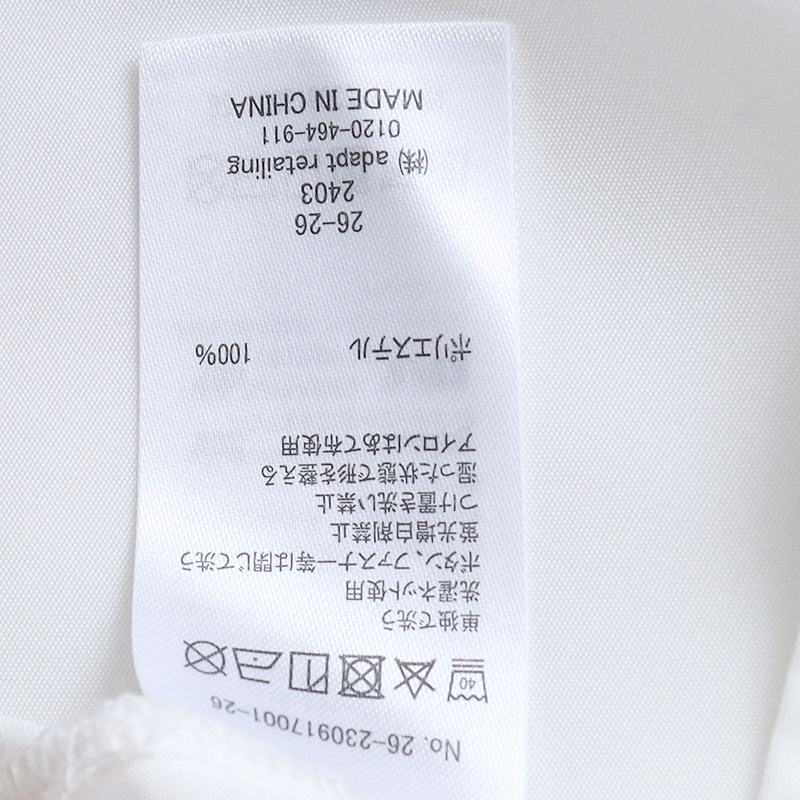 No. 26-230917001-26
40
単独で洗う
洗濯ネット使用
ボタン、ファスナー等は閉じて洗う
蛍光増白剤禁止
つけ置き洗い禁止
湿った状態で形を整える
アイロンはあて布使用
ポリエステル 100%
26-26
2403
㈱ adapt retailing
0120-464-911
MADE IN CHINA